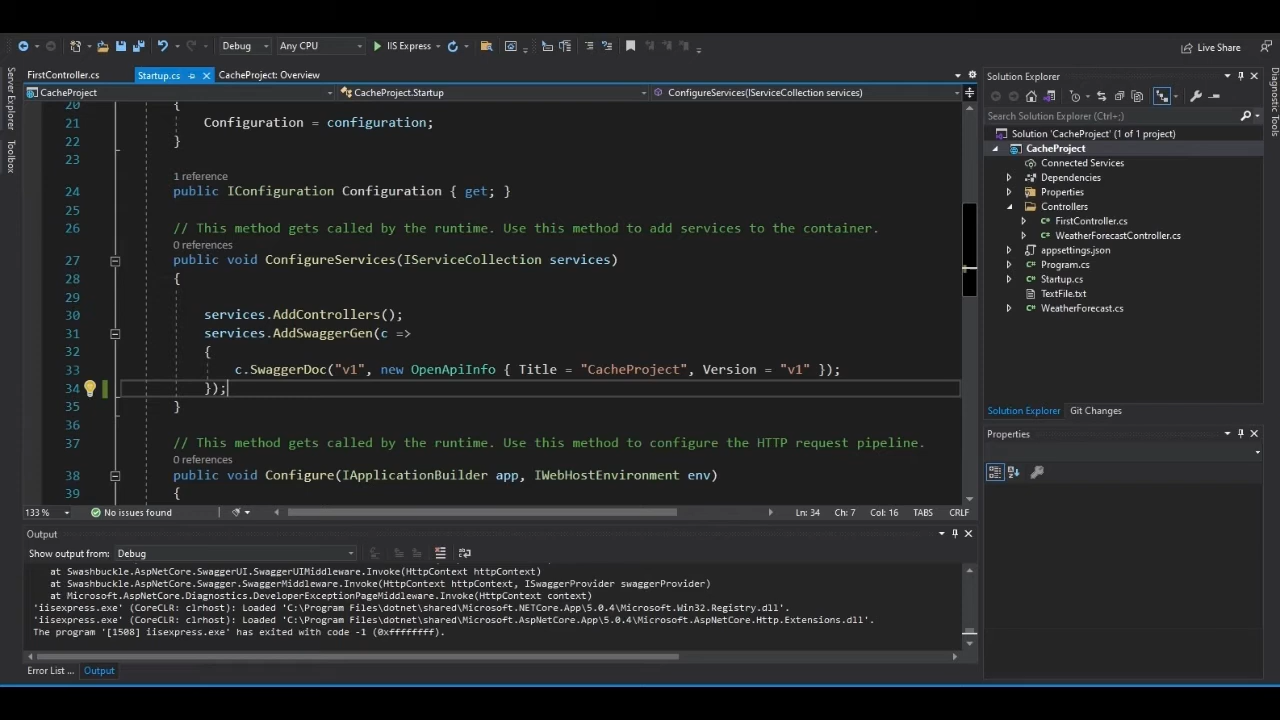 Debug
Any CPU
IIS Express
Live Share
Server Explorer
Toolbox
FirstController.cs
Startup.cs
CacheProject: Overview
CacheProject
CacheProject.Startup
ConfigureServices(IServiceCollection services)
20 {
21 Configuration = configuration;
22 }
23
1 reference
24 public IConfiguration Configuration { get; }
25
26 // This method gets called by the runtime. Use this method to add services to the container.
0 references
27 public void ConfigureServices(IServiceCollection services)
28 {
29
30 services.AddControllers();
31 services.AddSwaggerGen(c =>
32 {
33 c.SwaggerDoc("v1", new OpenApiInfo { Title = "CacheProject", Version = "v1" });
34 });
35 }
36
37 // This method gets called by the runtime. Use this method to configure the HTTP request pipeline.
0 references
38 public void Configure(IApplicationBuilder app, IWebHostEnvironment env)
39 {
133 %
No issues found
Ln: 34 Ch: 7 Col: 16 TABS CRLF
Output
Show output from: Debug
at Swashbuckle.AspNetCore.SwaggerUI.SwaggerUIMiddleware.Invoke(HttpContext httpContext)
at Swashbuckle.AspNetCore.Swagger.SwaggerMiddleware.Invoke(HttpContext httpContext, ISwaggerProvider swaggerProvider)
at Microsoft.AspNetCore.Diagnostics.DeveloperExceptionPageMiddleware.Invoke(HttpContext context)
'iisexpress.exe' (CoreCLR: clrhost): Loaded 'C:\Program Files\dotnet\shared\Microsoft.NETCore.App\5.0.4\Microsoft.Win32.Registry.dll'.
'iisexpress.exe' (CoreCLR: clrhost): Loaded 'C:\Program Files\dotnet\shared\Microsoft.AspNetCore.App\5.0.4\Microsoft.AspNetCore.Http.Extensions.dll'.
The program '[1508] iisexpress.exe' has exited with code -1 (0xffffffff).
Error List ...
Output
Solution Explorer
Search Solution Explorer (Ctrl+;)
Solution 'CacheProject' (1 of 1 project)
CacheProject
Connected Services
Dependencies
Properties
Controllers
FirstController.cs
WeatherForecastController.cs
appsettings.json
Program.cs
Startup.cs
TextFile.txt
WeatherForecast.cs
Solution Explorer
Git Changes
Properties
Diagnostic Tools